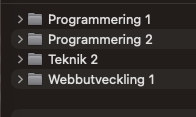 Programmering 1
Programmering 2
Teknik 2
Webbutveckling 1